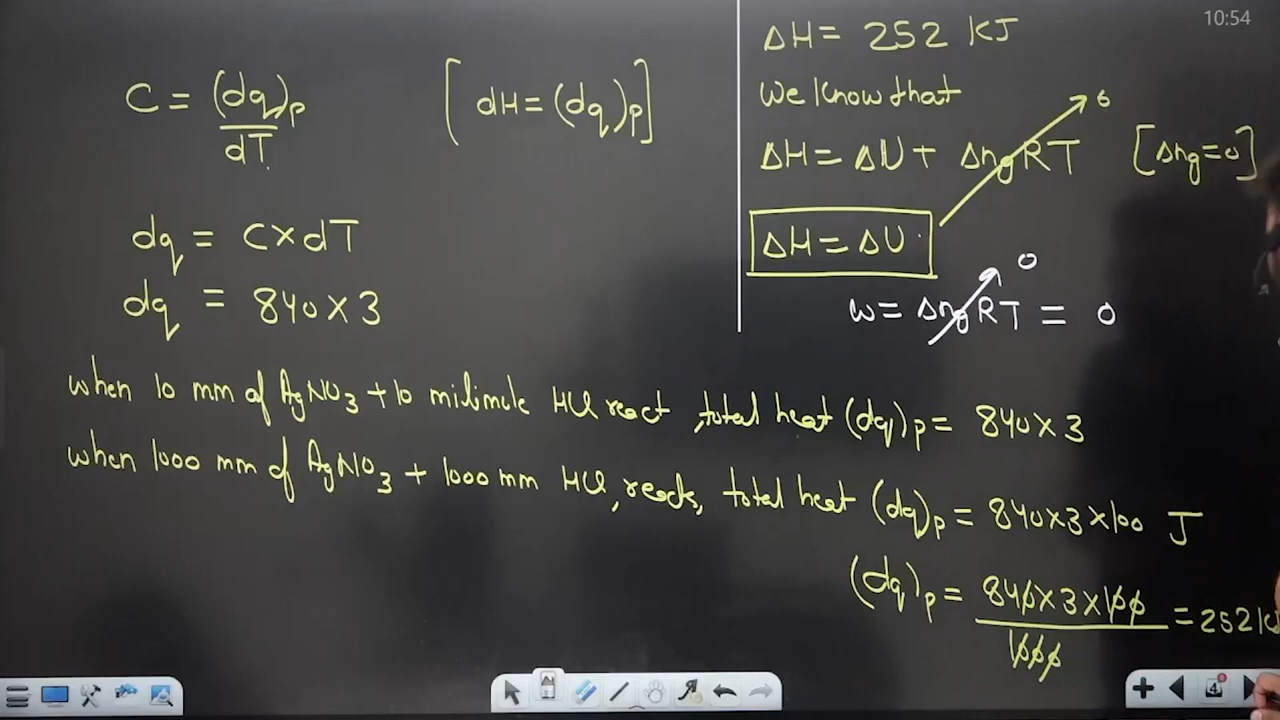 C = (dq)p / dT [dH = (dq)p]
dq = C×dT
dq = 840×3
when 10 mm of AgNO3 + 10 milimole HCl react, total heat (dq)p = 840×3
when 1000 mm of AgNO3 + 1000 mm HCl, reacts, total heat (dq)p = 840×3×100 J
(dq)p = 840×3×100 / 1000 = 252 k
10:54
ΔH = 252 KJ
We know that
ΔH = ΔU + ΔngRT 0 [Δng=0]
ΔH = ΔU
w = ΔngRT 0 = 0
4